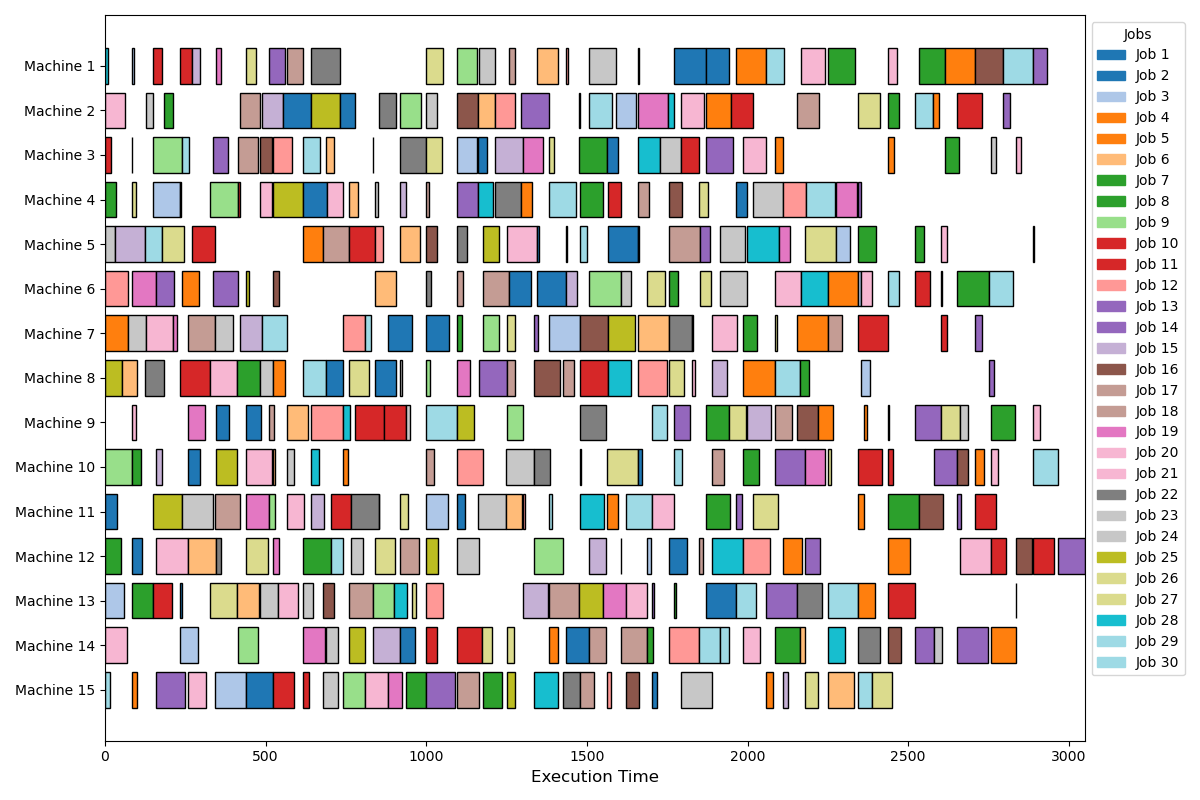 Machine 1
Machine 2
Machine 3
Machine 4
Machine 5
Machine 6
Machine 7
Machine 8
Machine 9
Machine 10
Machine 11
Machine 12
Machine 13
Machine 14
Machine 15
0 500 1000 1500 2000 2500 3000
Execution Time
Jobs
Job 1
Job 2
Job 3
Job 4
Job 5
Job 6
Job 7
Job 8
Job 9
Job 10
Job 11
Job 12
Job 13
Job 14
Job 15
Job 16
Job 17
Job 18
Job 19
Job 20
Job 21
Job 22
Job 23
Job 24
Job 25
Job 26
Job 27
Job 28
Job 29
Job 30